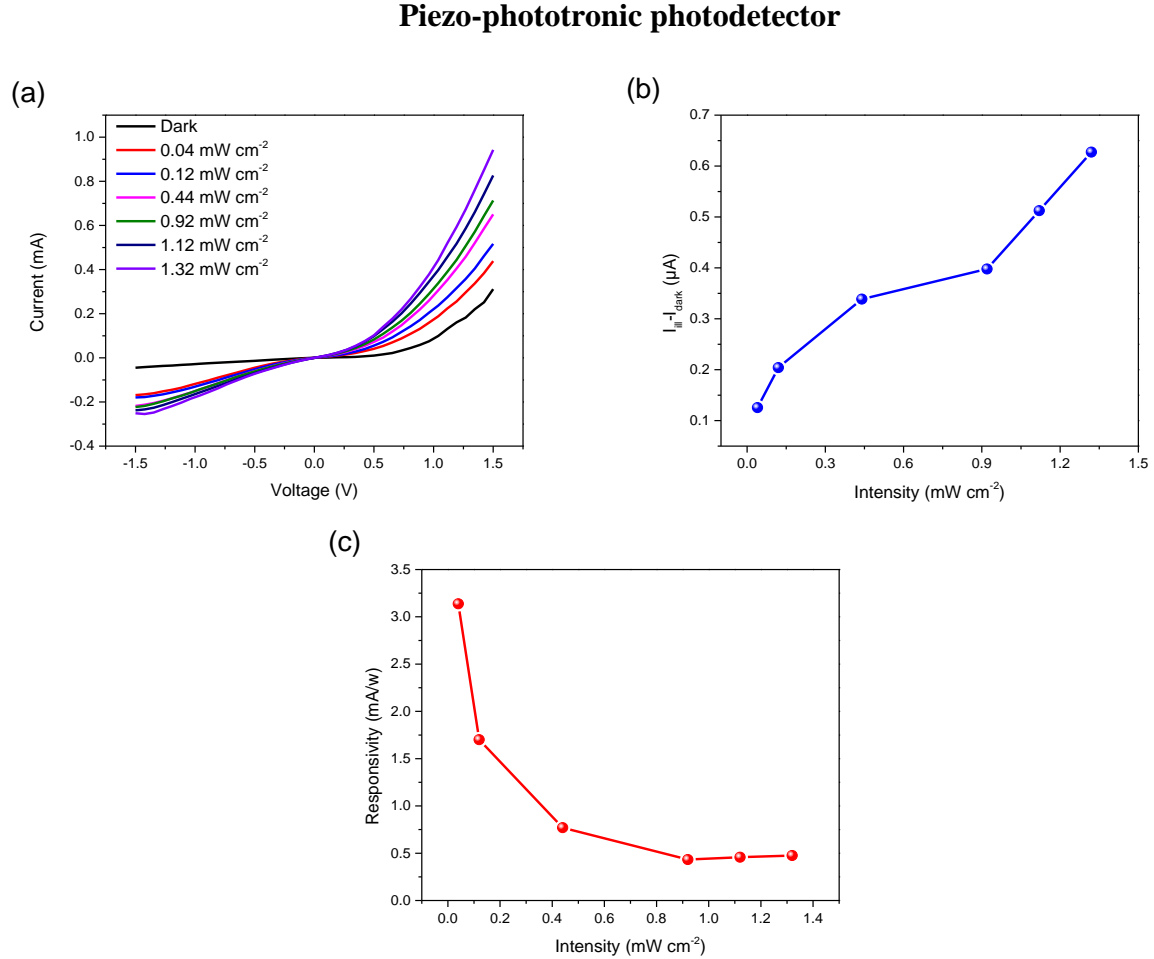 Piezo-phototronic photodetector
(a)
Dark
0.04 mW cm-2
0.12 mW cm-2
0.44 mW cm-2
0.92 mW cm-2
1.12 mW cm-2
1.32 mW cm-2
1.0
0.8
0.6
0.4
0.2
0.0
-0.2
-0.4
Current (mA)
-1.5 -1.0 -0.5 0.0 0.5 1.0 1.5
Voltage (V)
(b)
0.7
0.6
0.5
0.4
0.3
0.2
0.1
Iill-Idark (μA)
0.0 0.3 0.6 0.9 1.2 1.5
Intensity (mW cm-2)
(c)
3.5
3.0
2.5
2.0
1.5
1.0
0.5
0.0
Responsivity (mA/w)
0.0 0.2 0.4 0.6 0.8 1.0 1.2 1.4
Intensity (mW cm-2)